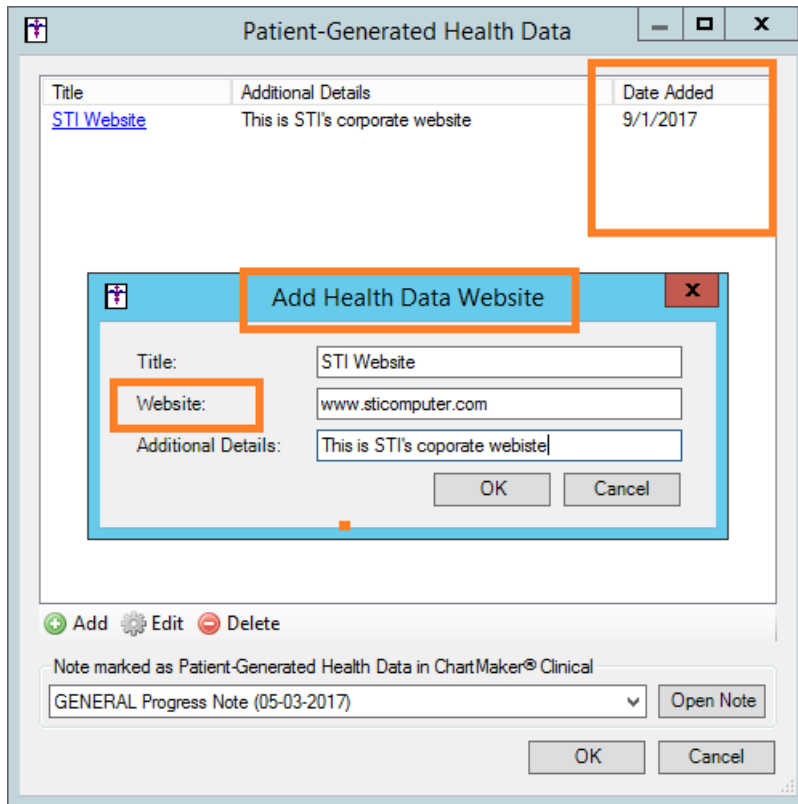 Patient-Generated Health Data
Title Additional Details Date Added
STI Website This is STI's corporate website 9/1/2017
Add Health Data Website
Title: STI Website
Website: www.sticomputer.com
Additional Details: This is STI's coporate webiste
OK Cancel
Add Edit Delete
Note marked as Patient-Generated Health Data in ChartMaker® Clinical
GENERAL Progress Note (05-03-2017) Open Note
OK Cancel